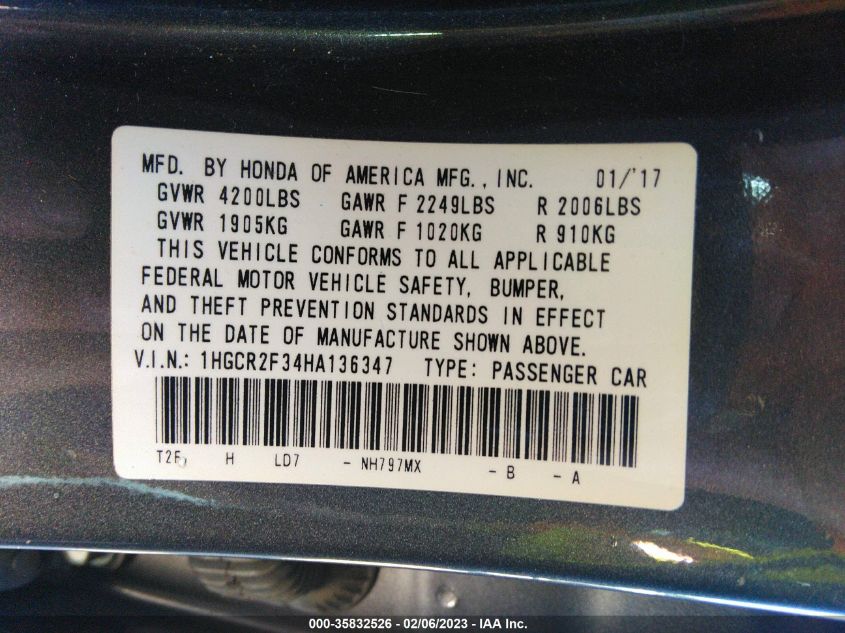 MFD. BY HONDA OF AMERICA MFG., INC. 01/'17
GVWR 4200LBS GAWR F 2249LBS R 2006LBS
GVWR 1905KG GAWR F 1020KG R 910KG
THIS VEHICLE CONFORMS TO ALL APPLICABLE
FEDERAL MOTOR VEHICLE SAFETY, BUMPER,
AND THEFT PREVENTION STANDARDS IN EFFECT
ON THE DATE OF MANUFACTURE SHOWN ABOVE.
V.I.N.: 1HGCR2F34HA136347 TYPE: PASSENGER CAR
H LD7 - NH797MX - B - A
000-35832526 - 02/06/2023 - IAA Inc.